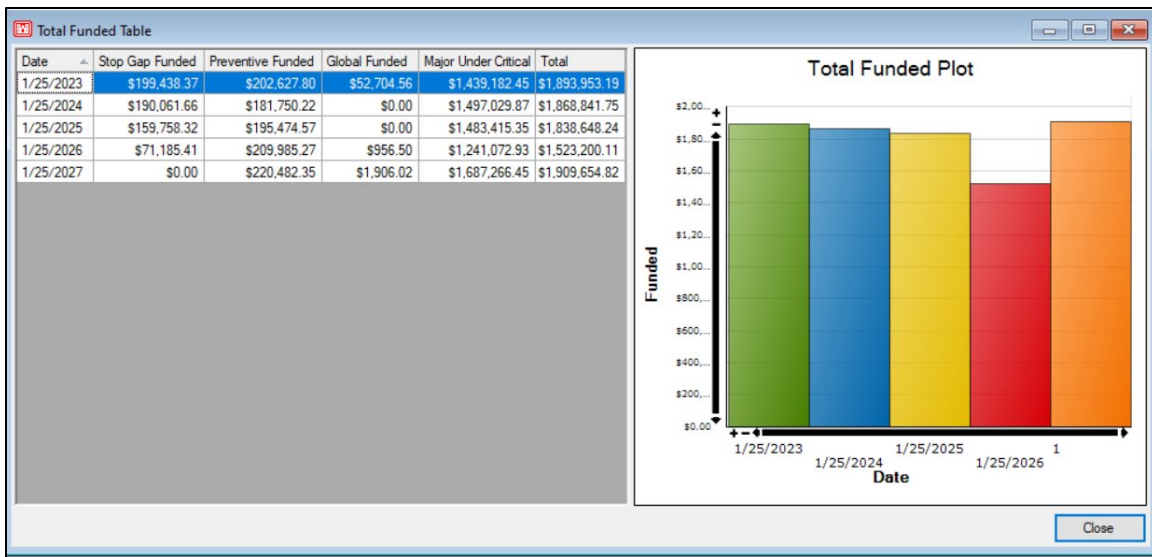 Total Funded Table
Date Stop Gap Funded Preventive Funded Global Funded Major Under Critical Total
1/25/2023 $199,438.37 $202,627.80 $52,704.56 $1,439,182.45 $1,893,953.19
1/25/2024 $190,061.66 $181,750.22 $0.00 $1,497,029.87 $1,868,841.75
1/25/2025 $159,758.32 $195,474.57 $0.00 $1,483,415.35 $1,838,648.24
1/25/2026 $71,185.41 $209,985.27 $956.50 $1,241,072.93 $1,523,200.11
1/25/2027 $0.00 $220,482.35 $1,906.02 $1,687,266.45 $1,909,654.82
Total Funded Plot
$2,00...
$1,80...
$1,60...
$1,40...
$1,20...
$1,00...
$800,...
$600,...
$400,...
$200,...
$0.00
Funded
1/25/2023 1/25/2025 1
1/25/2024 1/25/2026
Date
Close